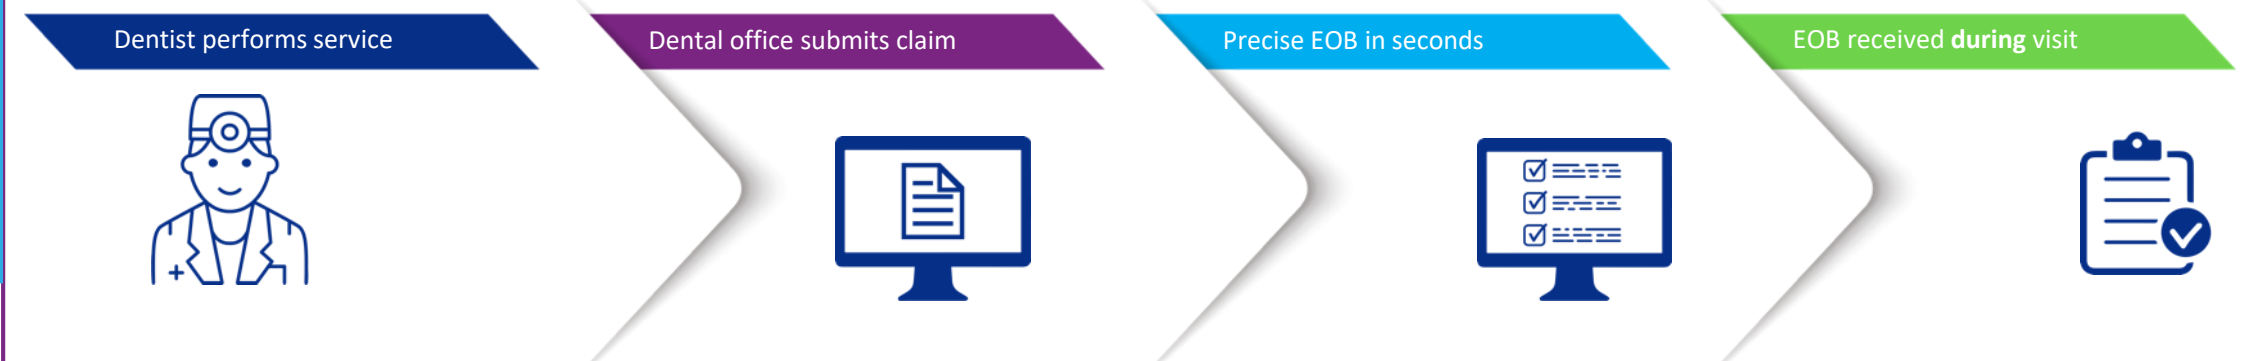 Dentist performs service
Dental office submits claim
Precise EOB in seconds
EOB received during visit